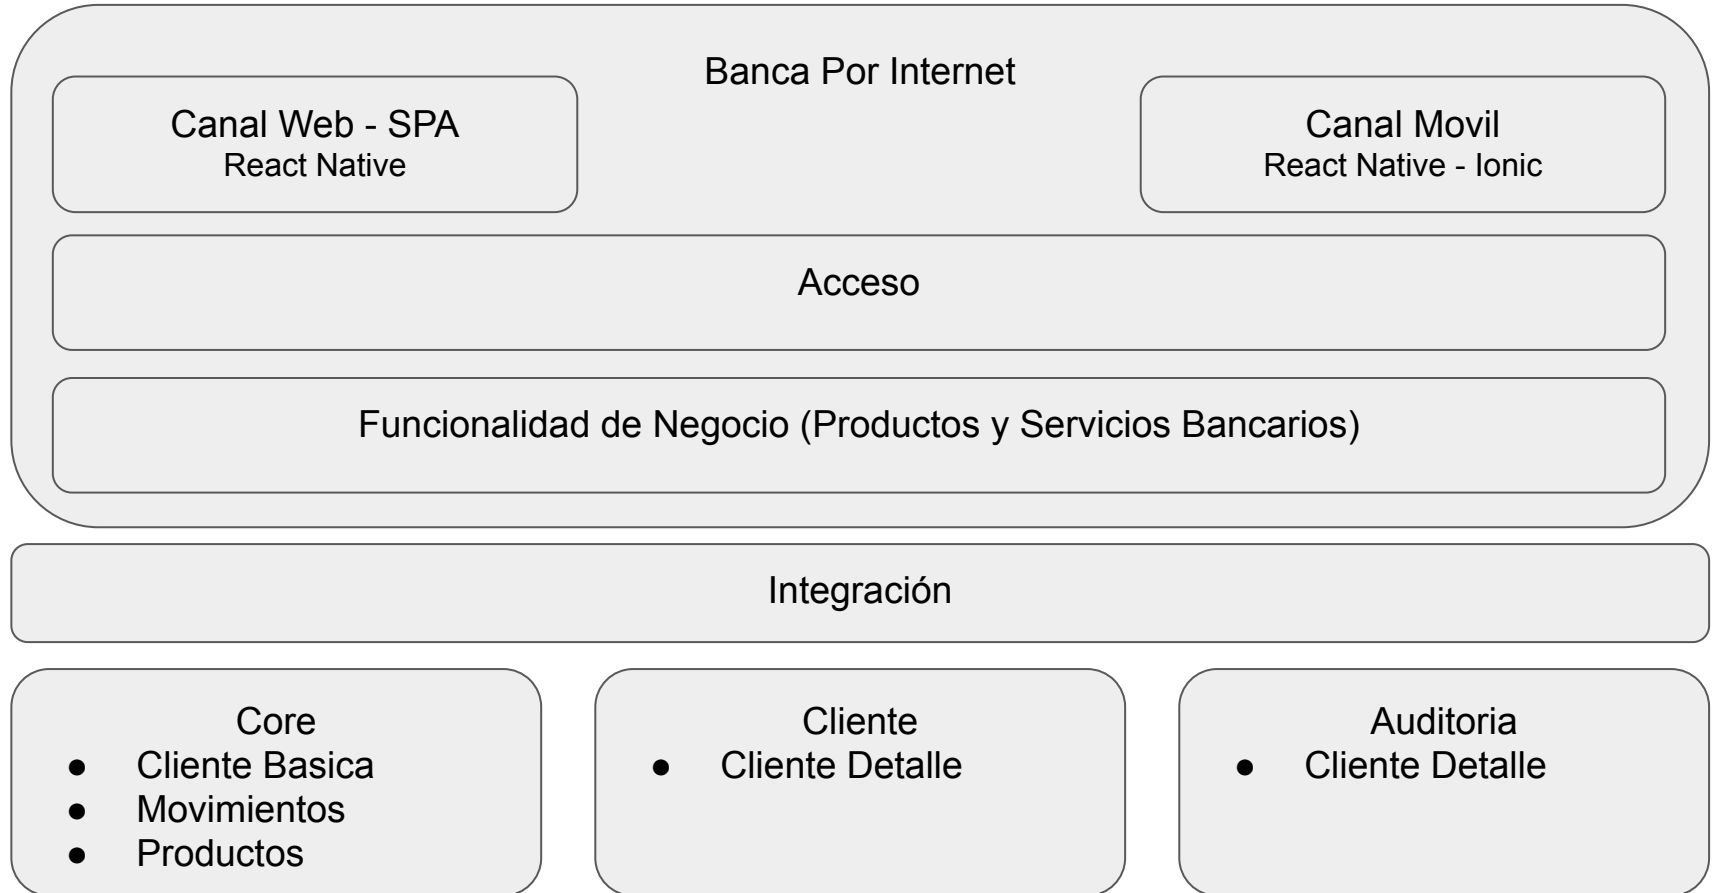 Banca Por Internet
Canal Web - SPA
React Native
Canal Movil
React Native - Ionic
Acceso
Funcionalidad de Negocio (Productos y Servicios Bancarios)
Integración
Core
● Cliente Basica
● Movimientos
● Productos
Cliente
● Cliente Detalle
Auditoria
● Cliente Detalle